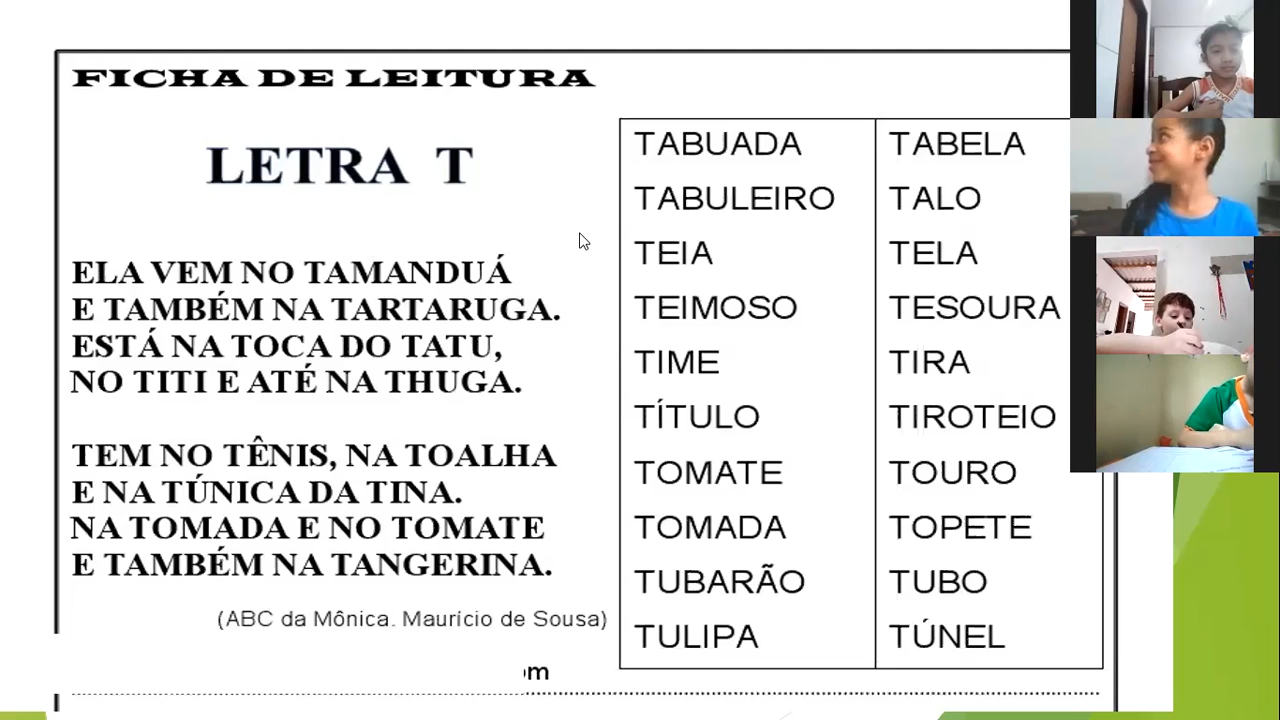 FICHA DE LEITURA
LETRA T
ELA VEM NO TAMANDUÁ
E TAMBÉM NA TARTARUGA.
ESTÁ NA TOCA DO TATU,
NO TITI E ATÉ NA THUGA.
TEM NO TÊNIS, NA TOALHA
E NA TÚNICA DA TINA.
NA TOMADA E NO TOMATE
E TAMBÉM NA TANGERINA.
(ABC da Mônica. Maurício de Sousa)
TABUADA
TABULEIRO
TEIA
TEIMOSO
TIME
TÍTULO
TOMATE
TOMADA
TUBARÃO
TULIPA
TABELA
TALO
TELA
TESOURA
TIRA
TIROTEIO
TOURO
TOPETE
TUBO
TÚNEL